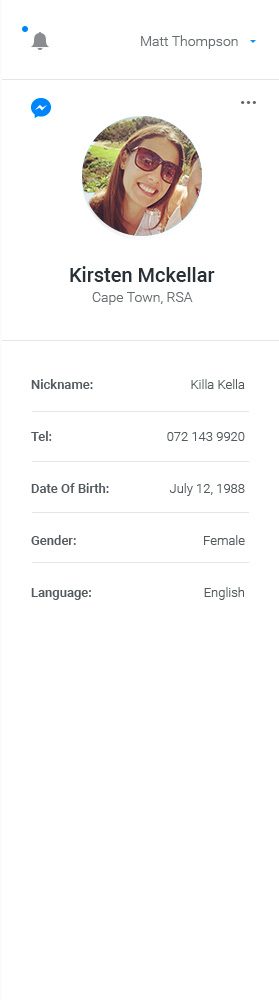 Matt Thompson
Kirsten Mckellar
Cape Town, RSA
Nickname: Killa Kella
Tel: 072 143 9920
Date Of Birth: July 12, 1988
Gender: Female
Language: English